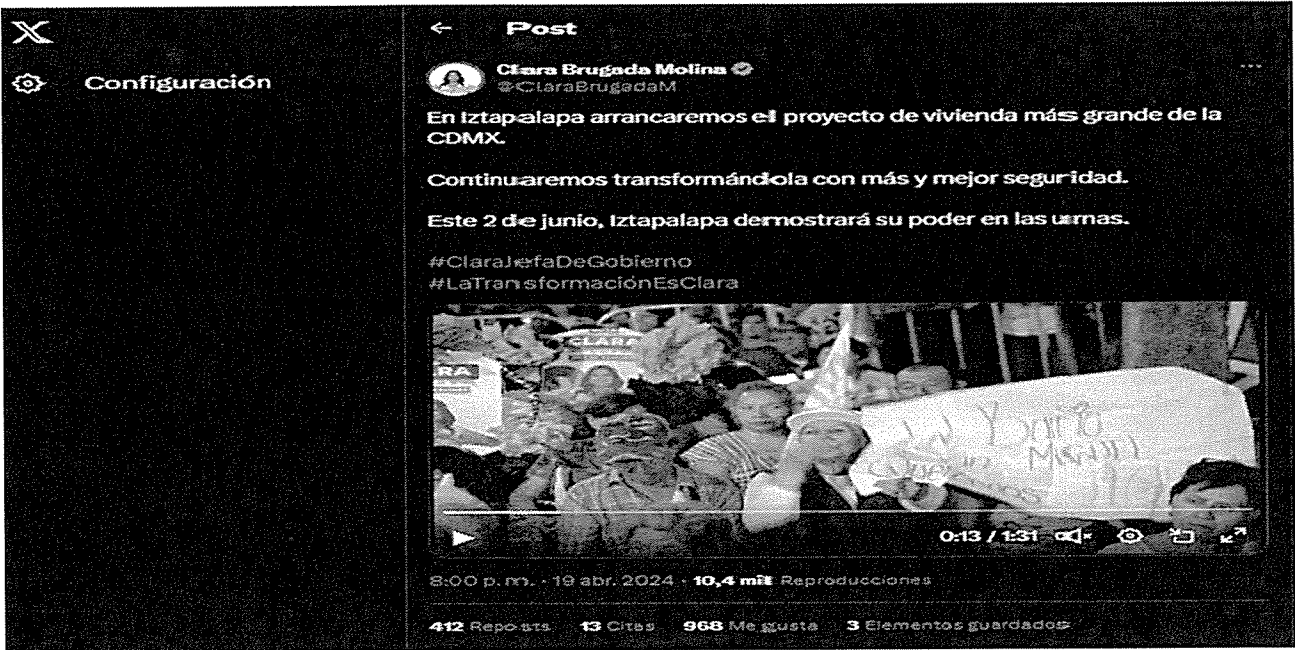 X
← Post
Configuración
Clara Brugada Molina
@ClaraBrugadaM
En Iztapalapa arrancaremos el proyecto de vivienda más grande de la
CDMX.
Continuaremos transformándola con más y mejor seguridad.
Este 2 de junio, Iztapalapa demostrará su poder en las urnas.
#ClaraJefaDeGobierno
#LaTransformaciónEsClara
CLARA
RA
0:13 / 1:31
8:00 p. m. · 19 abr. 2024 · 10,4 mil Reproducciones
412 Reposts 13 Citas 968 Me gusta 3 Elementos guardados